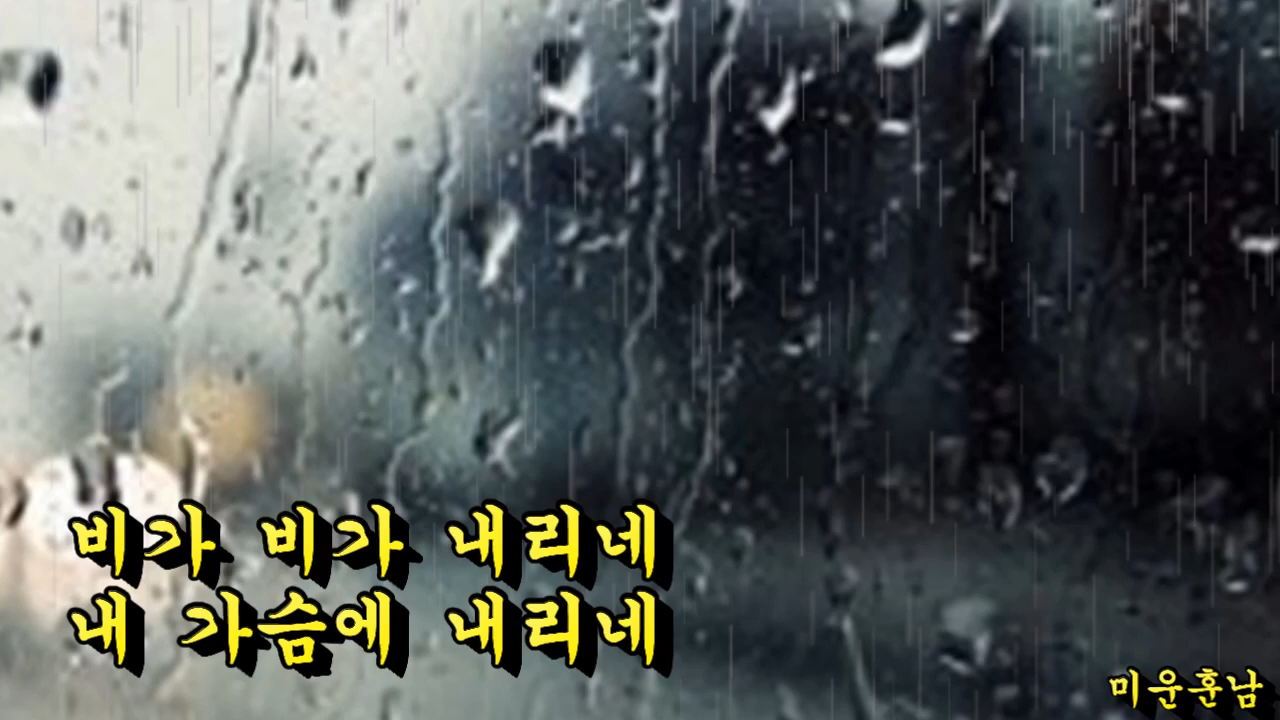 비가 비가 내리네
내 가슴에 내리네
미운훈남